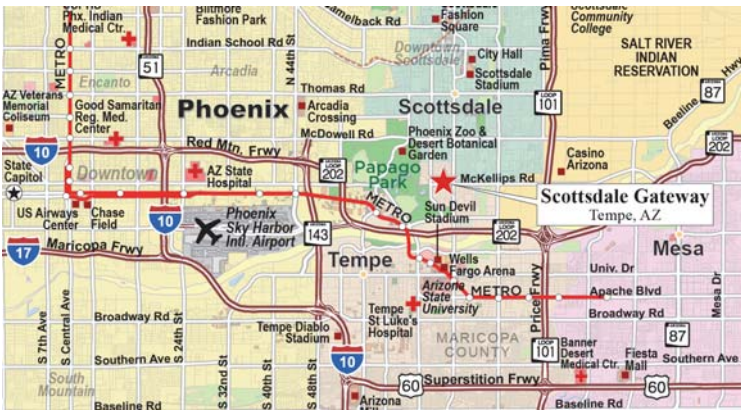 Phx. Indian
Medical Ctr.
Biltmore
Fashion Park
Camelback Rd
Scottsdale
Fashion
Square
Pima Frwy
Scottsdale
Community
College
METRO
51
Indian School Rd
N 44th St
Downtown
Scottsdale
City Hall
Scottsdale
Stadium
SALT RIVER
INDIAN
RESERVATION
LOOP
101
87
Beeline Hwy
Encanto
Arcadia
Thomas Rd
AZ Veterans
Memorial
Coliseum
Good Samaritan
Reg. Med.
Center
Phoenix
Arcadia
Crossing
McDowell Rd
Scottsdale
Phoenix Zoo &
Desert Botanical
Garden
10
Red Mtn. Frwy
LOOP
202
Papago
Park
McKellips Rd
Casino
Arizona
LOOP
202
State
Capitol
Downtown
AZ State
Hospital
METRO
Sun Devil
Stadium
Scottsdale Gateway
Tempe, AZ
US Airways
Center
Chase
Field
10
Phoenix
Sky Harbor
Intl. Airport
143
LOOP
202
Mesa
17
Maricopa Frwy
Tempe
Wells
Fargo Arena
Univ. Dr
Arizona
State
University
METRO
Apache Blvd
Price Frwy
Mesa Dr
S 7th Ave
S Central Ave
Broadway Rd
S 24th St
Tempe
St Luke's
Hospital
Broadway Rd
Tempe Diablo
Stadium
MARICOPA
COUNTY
LOOP
101
Banner
Desert
Medical Ctr.
Fiesta
Mall
87
Southern Ave
Southern Ave
S 32nd St
S 40th St
S 48th St
10
60
Superstition Frwy
60
South
Mountain
Baseline Rd
Arizona
Baseline Rd